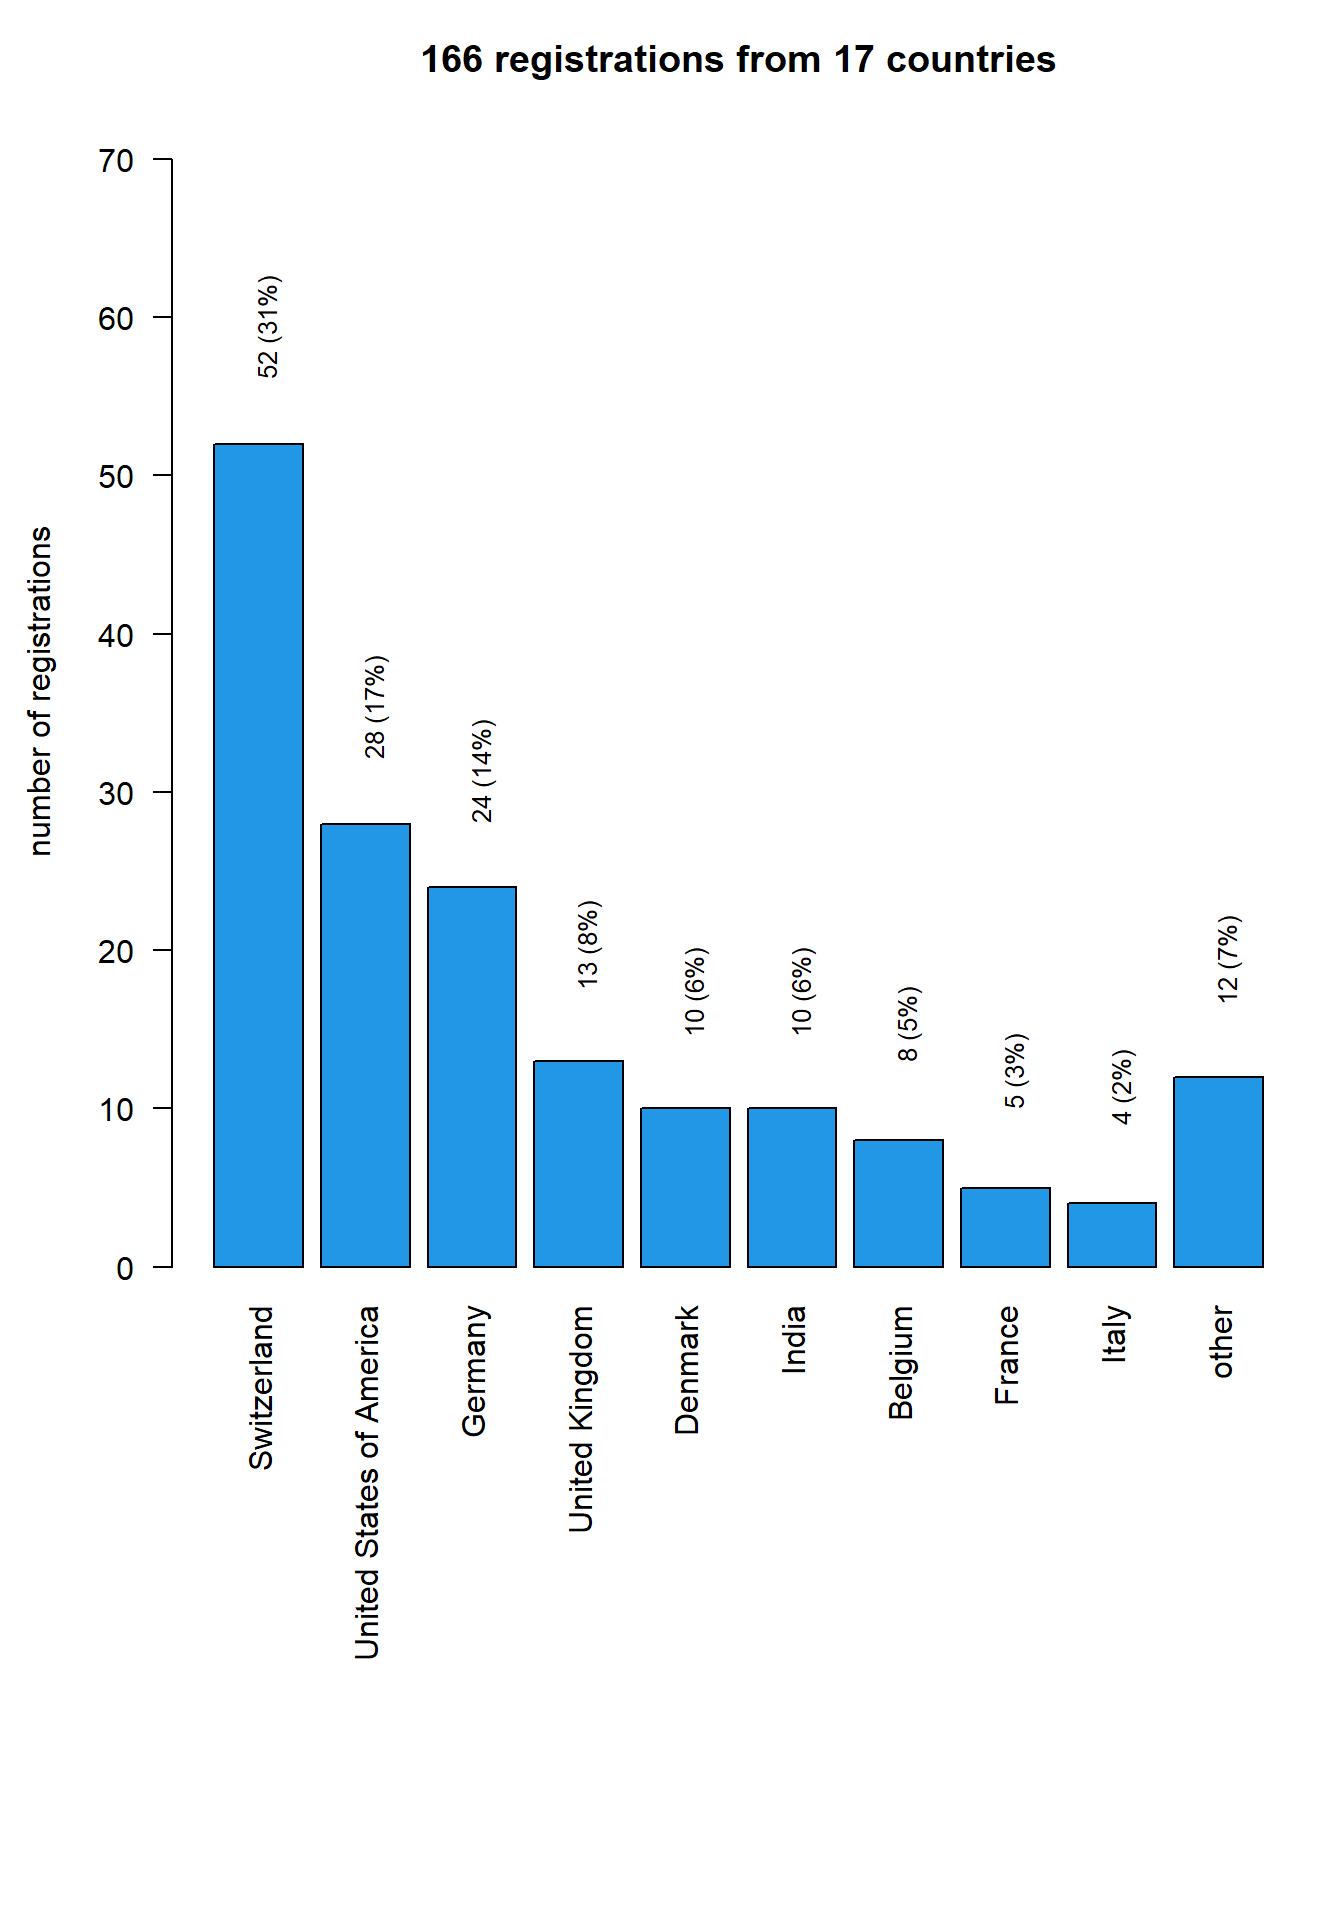 166 registrations from 17 countries
number of registrations
70
60
50
40
30
20
10
0
52 (31%)
28 (17%)
24 (14%)
13 (8%)
10 (6%)
10 (6%)
8 (5%)
5 (3%)
4 (2%)
12 (7%)
Switzerland
United States of America
Germany
United Kingdom
Denmark
India
Belgium
France
Italy
other